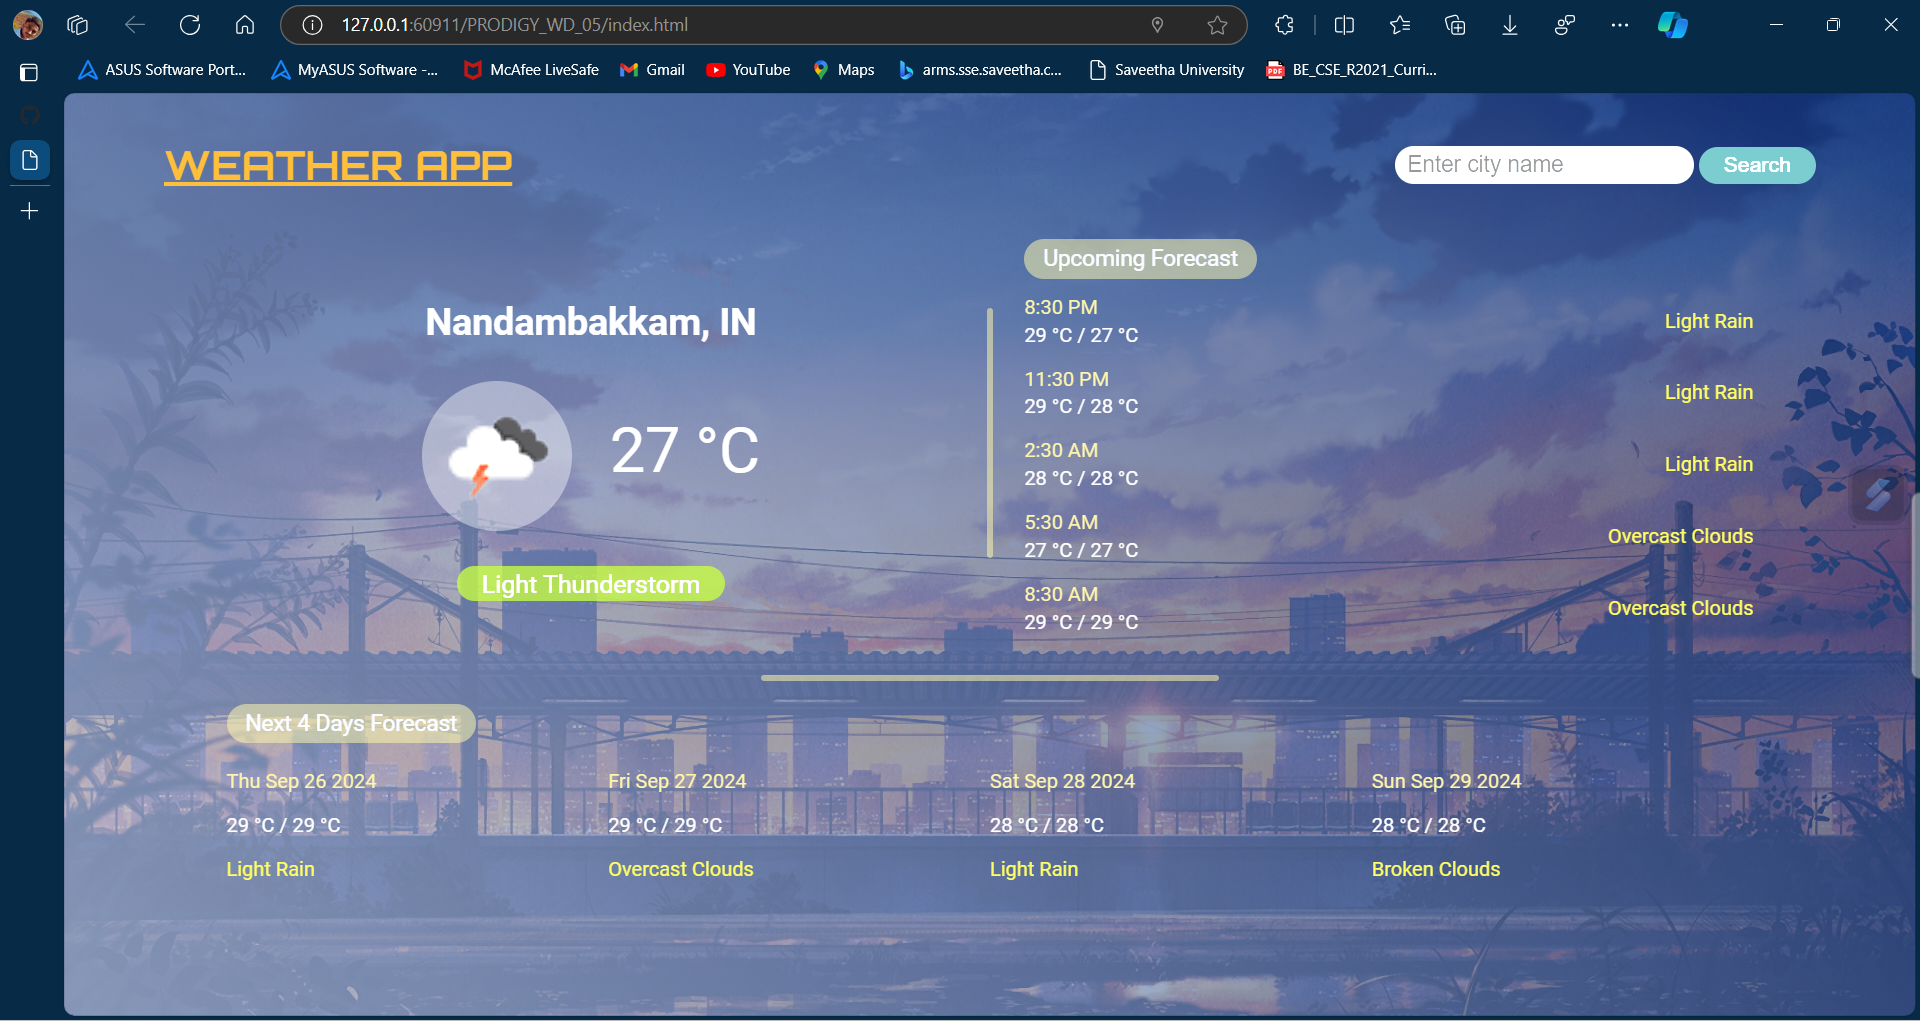 127.0.0.1:60911/PRODIGY_WD_05/index.html
ASUS Software Port... MyASUS Software -... McAfee LiveSafe Gmail YouTube Maps arms.sse.saveetha.c... Saveetha University PDF BE_CSE_R2021_Curri...
WEATHER APP
Enter city name Search
Nandambakkam, IN
27 °C
Light Thunderstorm
Upcoming Forecast
8:30 PM
29 °C / 27 °C
Light Rain
11:30 PM
29 °C / 28 °C
Light Rain
2:30 AM
28 °C / 28 °C
Light Rain
5:30 AM
27 °C / 27 °C
Overcast Clouds
8:30 AM
29 °C / 29 °C
Overcast Clouds
Next 4 Days Forecast
Thu Sep 26 2024 Fri Sep 27 2024 Sat Sep 28 2024 Sun Sep 29 2024
29 °C / 29 °C 29 °C / 29 °C 28 °C / 28 °C 28 °C / 28 °C
Light Rain Overcast Clouds Light Rain Broken Clouds